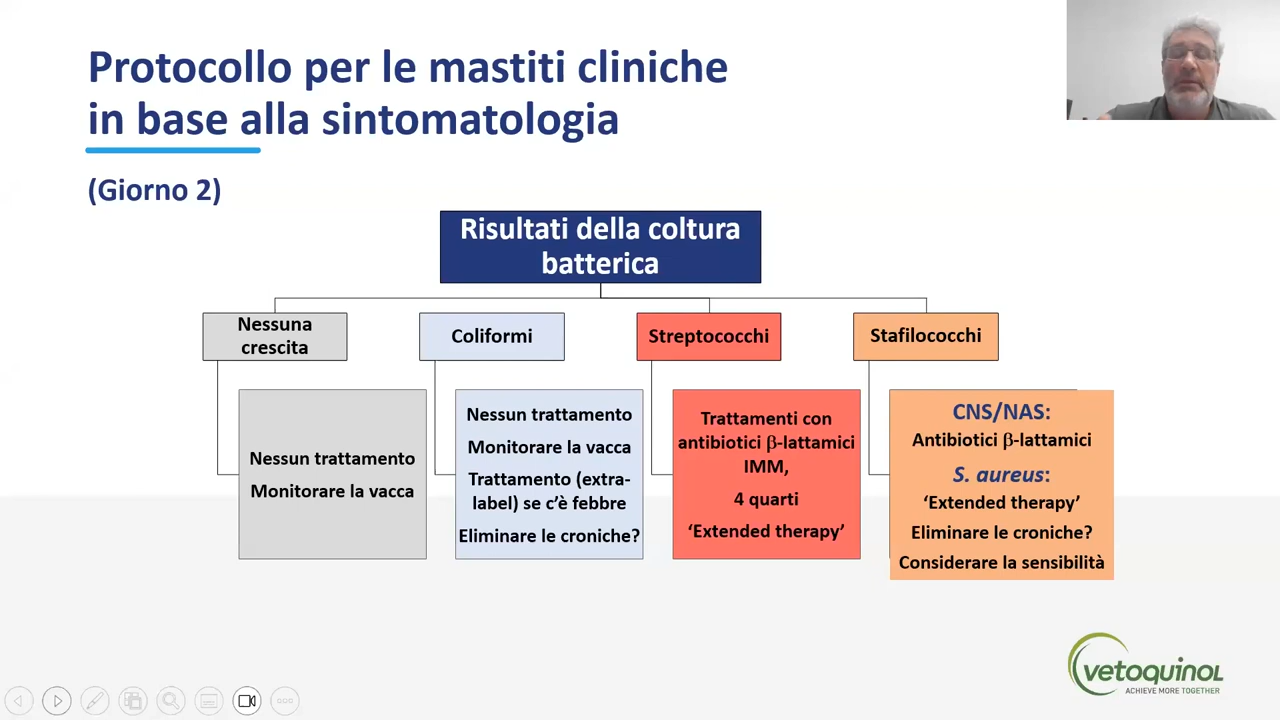 Protocollo per le mastiti cliniche
in base alla sintomatologia
(Giorno 2)
Risultati della coltura
batterica
Nessuna
crescita
Coliformi
Streptococchi
Stafilococchi
Nessun trattamento
Monitorare la vacca
Nessun trattamento
Monitorare la vacca
Trattamento (extra-
label) se c'è febbre
Eliminare le croniche?
Trattamenti con
antibiotici β-lattamici
IMM,
4 quarti
'Extended therapy'
CNS/NAS:
Antibiotici β-lattamici
S. aureus:
'Extended therapy'
Eliminare le croniche?
Considerare la sensibilità
vetoquinol
ACHIEVE MORE TOGETHER